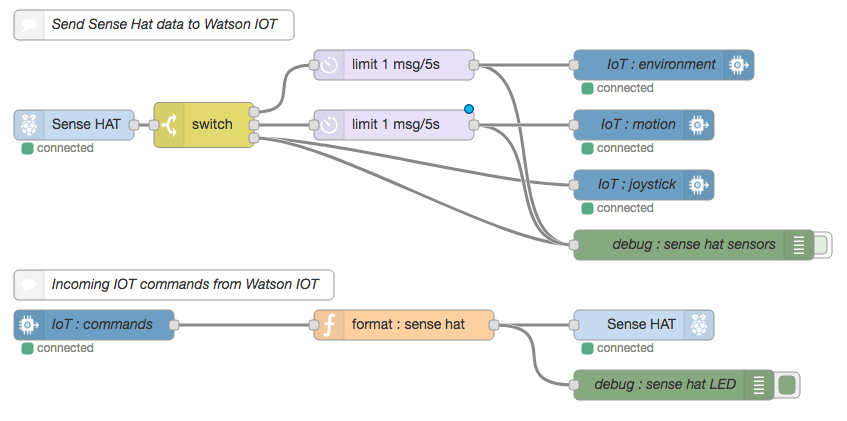 Send Sense Hat data to Watson IOT
limit 1 msg/5s
IoT : environment
connected
Sense HAT
switch
limit 1 msg/5s
IoT : motion
connected
connected
IoT : joystick
connected
debug : sense hat sensors
Incoming IOT commands from Watson IOT
IoT : commands
format : sense hat
Sense HAT
connected
connected
debug : sense hat LED